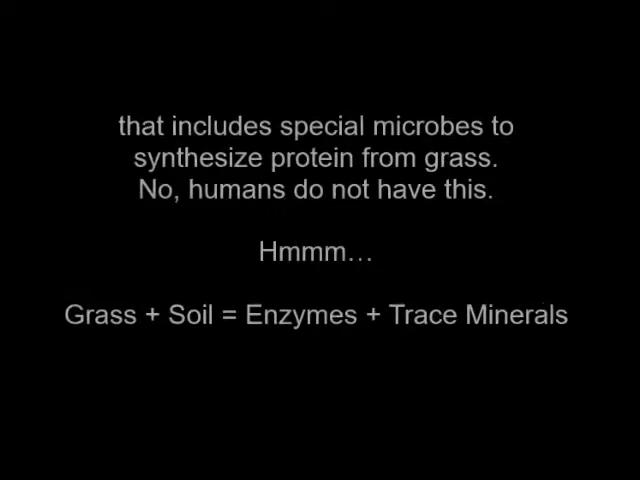 that includes special microbes to
synthesize protein from grass.
No, humans do not have this.
Hmmm…
Grass + Soil = Enzymes + Trace Minerals